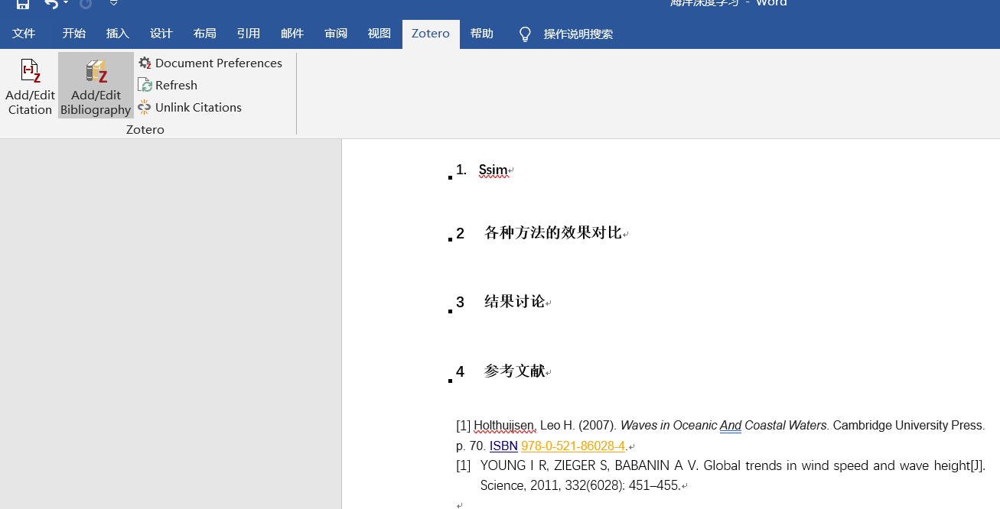 海洋深度学习 - Word
文件 开始 插入 设计 布局 引用 邮件 审阅 视图 Zotero 帮助 操作说明搜索
Add/Edit Citation
Add/Edit Bibliography
Document Preferences
Refresh
Unlink Citations
Zotero
1. Ssim
2 各种方法的效果对比
3 结果讨论
4 参考文献
[1] Holthuijsen, Leo H. (2007). Waves in Oceanic And Coastal Waters. Cambridge University Press.
p. 70. ISBN 978-0-521-86028-4.
[1] YOUNG I R, ZIEGER S, BABANIN A V. Global trends in wind speed and wave height[J].
Science, 2011, 332(6028): 451–455.